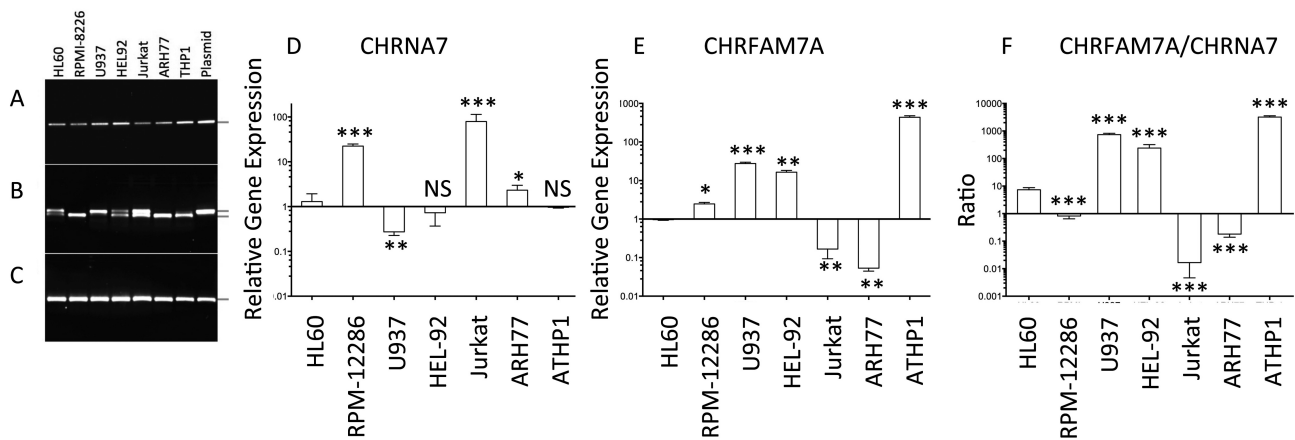 HL60
RPMI-8226
U937
HEL92
Jurkat
ARH77
THP1
Plasmid
A
B
C
D CHRNA7
Relative Gene Expression
100
10
1
0.1
0.01
*** ** NS *** * NS
HL60
RPM-12286
U937
HEL-92
Jurkat
ARH77
ATHP1
E CHRFAM7A
Relative Gene Expression
1000
100
10
1
0.1
.01
* *** ** ** ** ***
HL60
RPM-12286
U937
HEL-92
Jurkat
ARH77
ATHP1
F CHRFAM7A/CHRNA7
Ratio
10000
1000
100
10
1
0.1
0.01
0.001
*** *** *** *** *** ***
HL60
RPM-12286
U937
HEL-92
Jurkat
ARH77
ATHP1